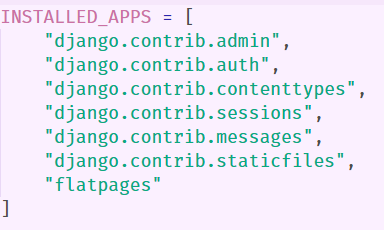 INSTALLED_APPS = [
    "django.contrib.admin",
    "django.contrib.auth",
    "django.contrib.contenttypes",
    "django.contrib.sessions",
    "django.contrib.messages",
    "django.contrib.staticfiles",
    "flatpages"
]